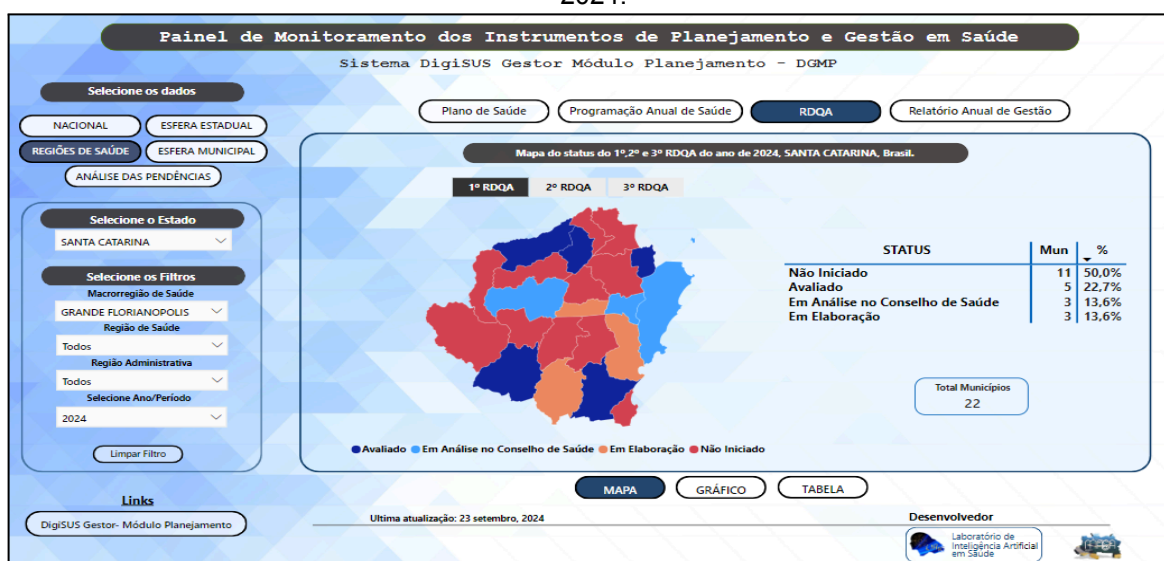 2024.
Painel de Monitoramento dos Instrumentos de Planejamento e Gestão em Saúde
Sistema DigiSUS Gestor Módulo Planejamento - DGMP
Selecione os dados
NACIONAL
ESFERA ESTADUAL
REGIÕES DE SAÚDE
ESFERA MUNICIPAL
ANÁLISE DAS PENDÊNCIAS
Selecione o Estado
SANTA CATARINA
Selecione os Filtros
Macrorregião de Saúde
GRANDE FLORIANOPOLIS
Região de Saúde
Todos
Região Administrativa
Todos
Selecione Ano/Período
2024
Limpar Filtro
Links
DigiSUS Gestor- Módulo Planejamento
Plano de Saúde
Programação Anual de Saúde
RDQA
Relatório Anual de Gestão
Mapa do status do 1º,2º e 3º RDQA do ano de 2024, SANTA CATARINA, Brasil.
1º RDQA 2º RDQA 3º RDQA
STATUS Mun %
Não Iniciado 11 50,0%
Avaliado 5 22,7%
Em Análise no Conselho de Saúde 3 13,6%
Em Elaboração 3 13,6%
Total Municípios
22
Avaliado Em Análise no Conselho de Saúde Em Elaboração Não Iniciado
MAPA
GRÁFICO
TABELA
Ultima atualização: 23 setembro, 2024
Desenvolvedor
Laboratório de
Inteligência Artificial
em Saúde